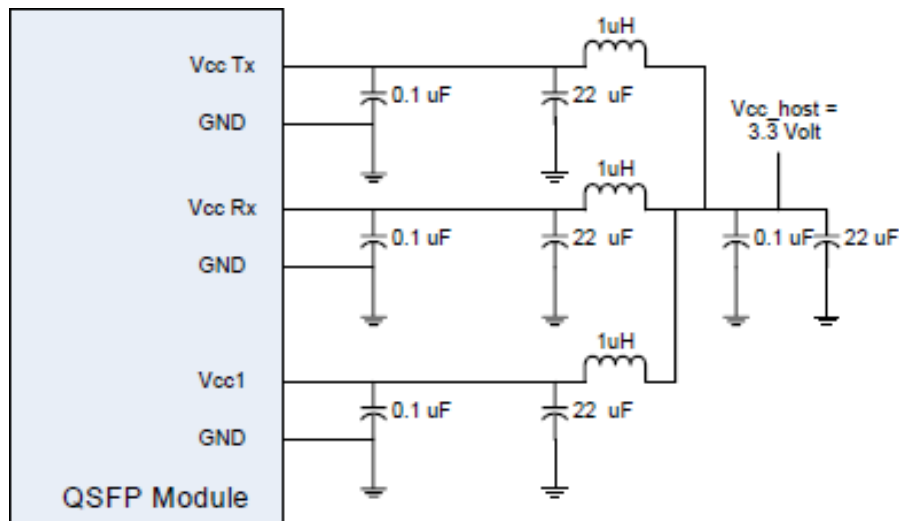 1uH
Vcc Tx
0.1 uF
22 uF
GND
Vcc_host =
3.3 Volt
1uH
Vcc Rx
0.1 uF
22 uF
0.1 uF
22 uF
GND
1uH
Vcc1
0.1 uF
22 uF
GND
QSFP Module